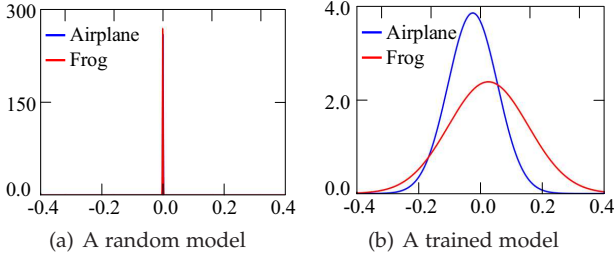 300
150
0.0
Airplane
Frog
-0.4 -0.2 0.0 0.2 0.4
(a) A random model
4.0
2.0
0.0
Airplane
Frog
-0.4 -0.2 0.0 0.2 0.4
(b) A trained model